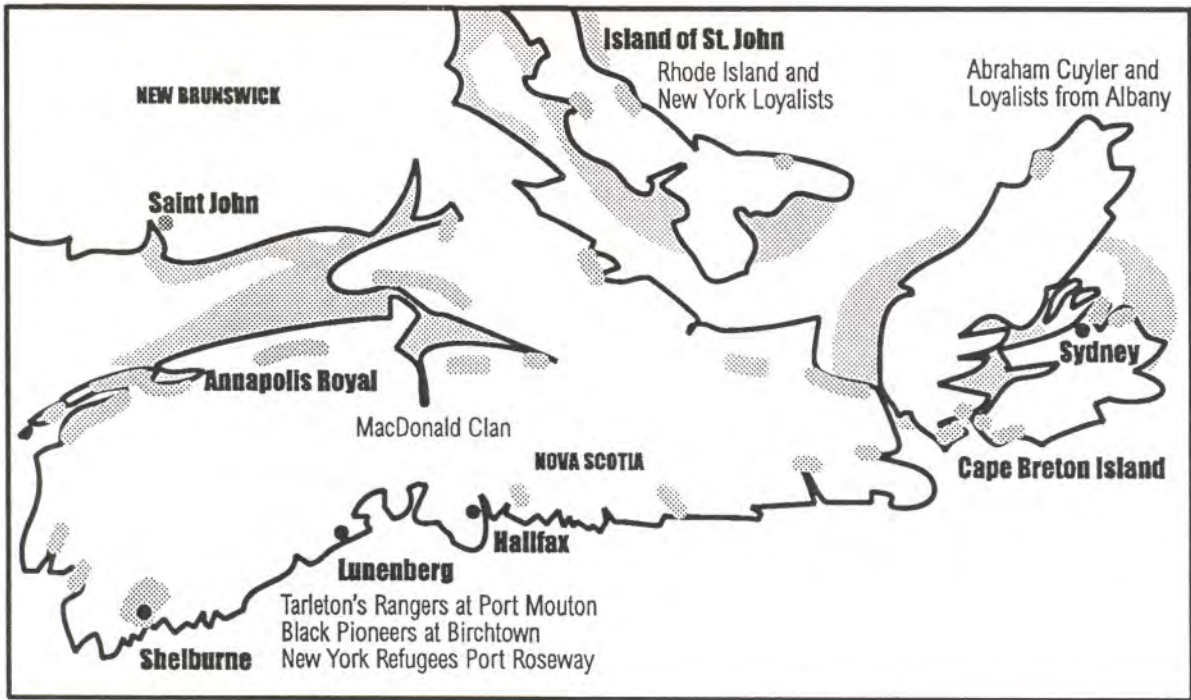 Island of St. John
Rhode Island and
New York Loyalists
Abraham Cuyler and
Loyalists from Albany
NEW BRUNSWICK
Saint John
Sydney
Annapolis Royal
MacDonald Clan
NOVA SCOTIA
Cape Breton Island
Halifax
Lunenberg
Tarleton's Rangers at Port Mouton
Black Pioneers at Birchtown
New York Refugees Port Roseway
Shelburne